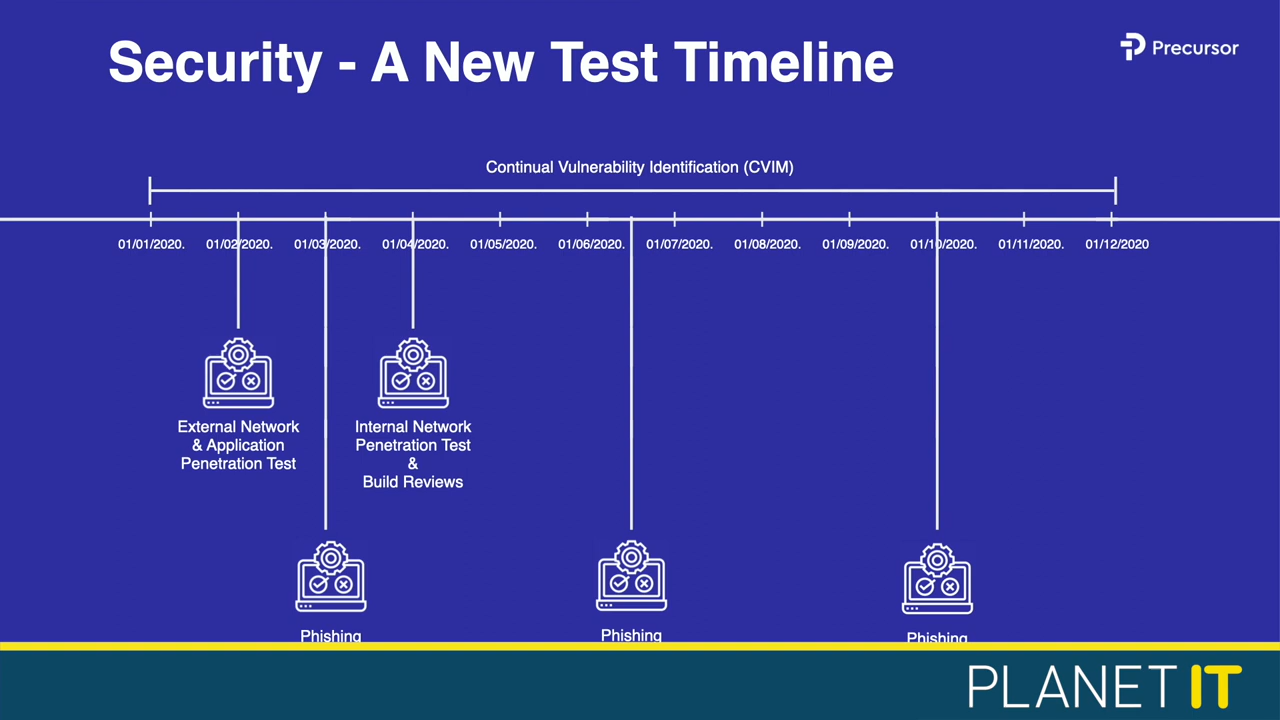 Security - A New Test Timeline
Precursor
Continual Vulnerability Identification (CVIM)
01/01/2020.
01/02/2020.
01/03/2020.
01/04/2020.
01/05/2020.
01/06/2020.
01/07/2020.
01/08/2020.
01/09/2020.
01/10/2020.
01/11/2020.
01/12/2020
External Network
& Application
Penetration Test
Internal Network
Penetration Test
&
Build Reviews
Phishing
Phishing
Phishing
PLANET IT